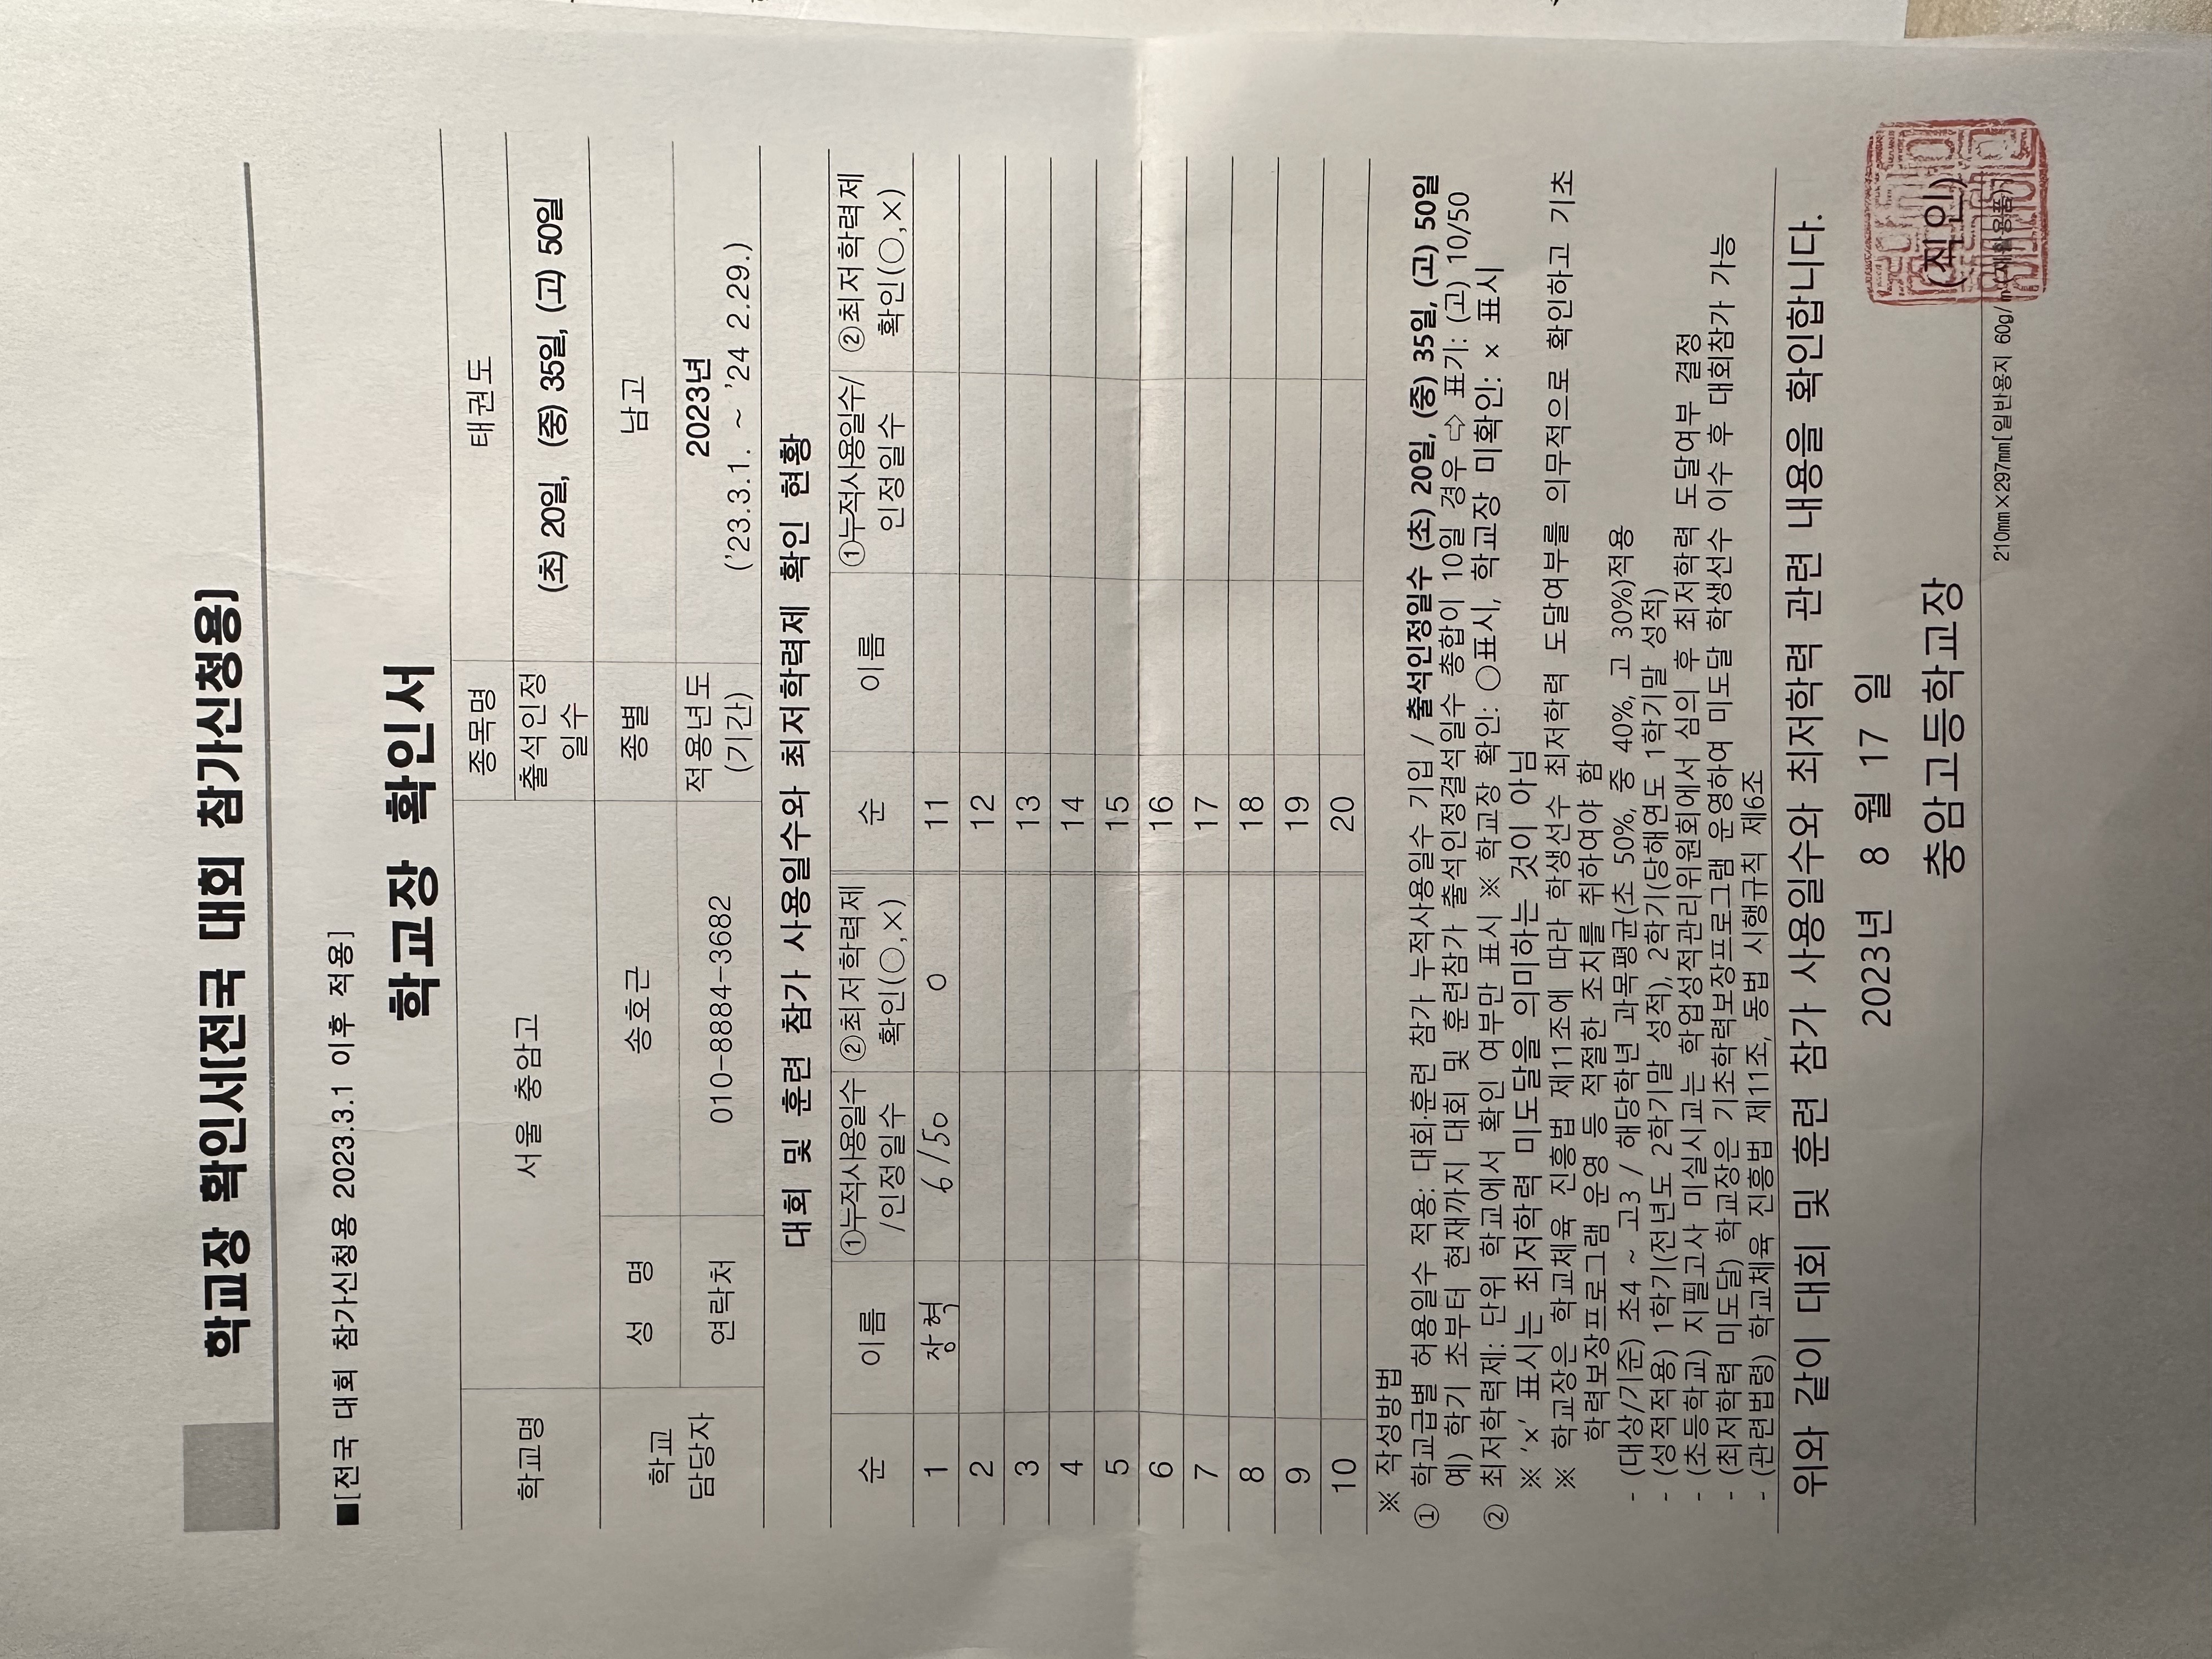 학교장 확인서(전국 대회 참가신청용)
■[전국 대회 참가신청용 2023.3.1 이후 적용]
학교장 확인서
학교명 서울 충암고 종목명 태권도
출석인정일수 (초) 20일, (중) 35일, (고) 50일
학교 담당자 성 명 송호근 종별 남고
연락처 010-8884-3682 적용년도(기간) 2023년
('23.3.1. ~ '24 2.29.)
대회 및 훈련 참가 사용일수와 최저학력제 확인 현황
순 이름 ①누적사용일수/인정일수 ②최저학력제 확인(○,×) 순 이름 ①누적사용일수/인정일수 ②최저학력제 확인(○,×)
1 장혁 6/50 O 11
2 12
3 13
4 14
5 15
6 16
7 17
8 18
9 19
10 20
※ 작성방법
① 학교급별 허용일수 적용: 대회·훈련 참가 누적사용일수 기입 / 출석인정일수 (초) 20일, (중) 35일, (고) 50일
예) 학기 초부터 현재까지 대회 및 훈련참가 출석인정결석일수 총합이 10일 경우 ⇨ 표기: (고) 10/50
② 최저학력제: 단위 학교에서 확인 여부만 표시 ※ 학교장 확인: ○표시, 학교장 미확인: × 표시
※ '×' 표시는 최저학력 미도달을 의미하는 것이 아님
※ 학교장은 학교체육 진흥법 제11조에 따라 학생선수 최저학력 도달여부를 의무적으로 확인하고 기초
학력보장프로그램 운영 등 적절한 조치를 취하여야 함
- (대상/기준) 초4 ~ 고3 / 해당학년 과목평균(초 50%, 중 40%, 고 30%)적용
- (성적적용) 1학기(전년도 2학기말 성적), 2학기(당해연도 1학기말 성적)
- (초등학교) 지필고사 미실시교는 학업성적관리위원회에서 심의 후 최저학력 도달여부 결정
- (최저학력 미도달) 학교장은 기초학력보장프로그램 운영하여 미도달 학생선수 이수 후 대회참가 가능
- (관련법령) 학교체육 진흥법 제11조, 동법 시행규칙 제6조
위와 같이 대회 및 훈련 참가 사용일수와 최저학력 관련 내용을 확인합니다.
2023년 8 월 17 일
충암고등학교장 (직인)
210㎜×297㎜[일반용지 60g/㎡(재활용품)]